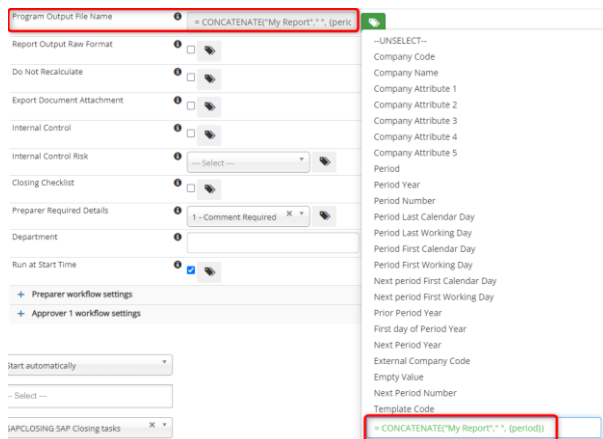 Program Output File Name
= CONCATENATE("My Report"," ", {peric
Report Output Raw Format
Do Not Recalculate
Export Document Attachment
Internal Control
Internal Control Risk
--- Select ---
Closing Checklist
Preparer Required Details
1 - Comment Required
Department
Run at Start Time
+ Preparer workflow settings
+ Approver 1 workflow settings
Start automatically
-- Select ---
SAPCLOSING SAP Closing tasks
--UNSELECT--
Company Code
Company Name
Company Attribute 1
Company Attribute 2
Company Attribute 3
Company Attribute 4
Company Attribute 5
Period
Period Year
Period Number
Period Last Calendar Day
Period Last Working Day
Period First Calendar Day
Period First Working Day
Next period First Calendar Day
Next period First Working Day
Prior Period Year
First day of Period Year
Next Period Year
External Company Code
Empty Value
Next Period Number
Template Code
= CONCATENATE("My Report"," ", {period})